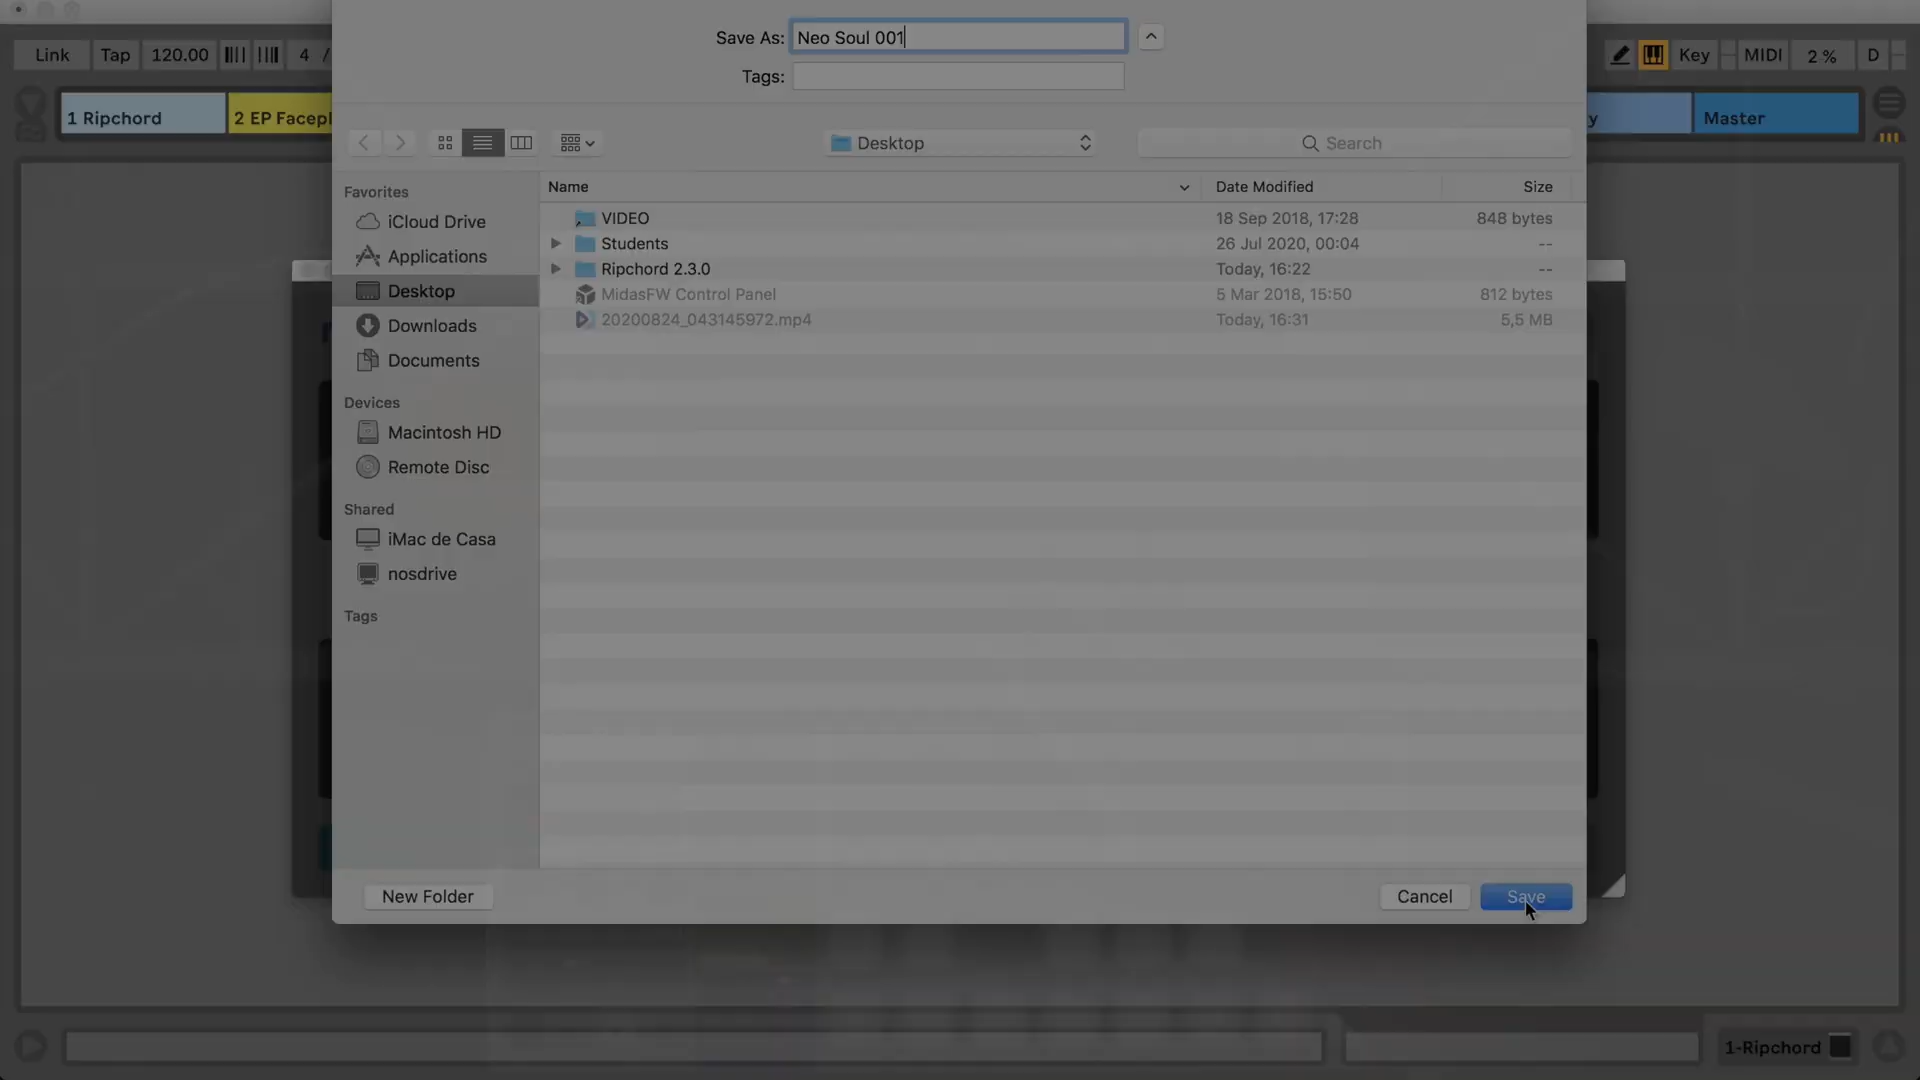 Save As: Neo Soul 001
Tags:
Link Tap 120.00 4 / Key MIDI 2 % D
1 Ripchord 2 EP Facepl y Master
Desktop Search
Favorites
iCloud Drive
Applications
Desktop
Downloads
Documents
Devices
Macintosh HD
Remote Disc
Shared
iMac de Casa
nosdrive
Tags
Name Date Modified Size
VIDEO 18 Sep 2018, 17:28 848 bytes
Students 26 Jul 2020, 00:04 --
Ripchord 2.3.0 Today, 16:22 --
MidasFW Control Panel 5 Mar 2018, 15:50 812 bytes
20200824_043145972.mp4 Today, 16:31 5,5 MB
New Folder Cancel Save
1-Ripchord